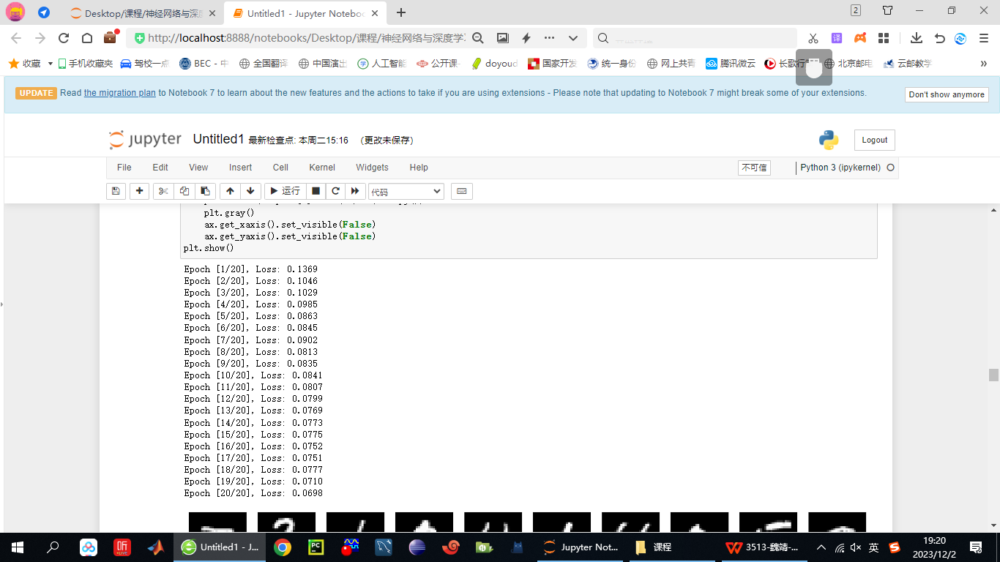 Desktop/课程/神经网络与深度
Untitled1 - Jupyter Notebo
2
http://localhost:8888/notebooks/Desktop/课程/神经网络与深度学习
译
收藏 手机收藏夹 驾校一点 BEC - 中 全国翻译 中国演出 人工智能 公开课 doyoud 国家开发 统一身份 网上共青 腾讯微云 长歌行 北京邮电 云邮教学
UPDATE Read the migration plan to Notebook 7 to learn about the new features and the actions to take if you are using extensions - Please note that updating to Notebook 7 might break some of your extensions.
Don't show anymore
jupyter Untitled1 最新检查点: 本周二15:16 (更改未保存)
Logout
File Edit View Insert Cell Kernel Widgets Help
不可信 Python 3 (ipykernel)
运行 代码
plt.gray()
ax.get_xaxis().set_visible(False)
ax.get_yaxis().set_visible(False)
plt.show()
Epoch [1/20], Loss: 0.1369
Epoch [2/20], Loss: 0.1046
Epoch [3/20], Loss: 0.1029
Epoch [4/20], Loss: 0.0985
Epoch [5/20], Loss: 0.0863
Epoch [6/20], Loss: 0.0845
Epoch [7/20], Loss: 0.0902
Epoch [8/20], Loss: 0.0813
Epoch [9/20], Loss: 0.0835
Epoch [10/20], Loss: 0.0841
Epoch [11/20], Loss: 0.0807
Epoch [12/20], Loss: 0.0799
Epoch [13/20], Loss: 0.0769
Epoch [14/20], Loss: 0.0773
Epoch [15/20], Loss: 0.0775
Epoch [16/20], Loss: 0.0752
Epoch [17/20], Loss: 0.0751
Epoch [18/20], Loss: 0.0777
Epoch [19/20], Loss: 0.0710
Epoch [20/20], Loss: 0.0698
听 LIVE Untitled1 - J... PC Jupyter Not... 课程 3513-魏靖-... 英
19:20
2023/12/2